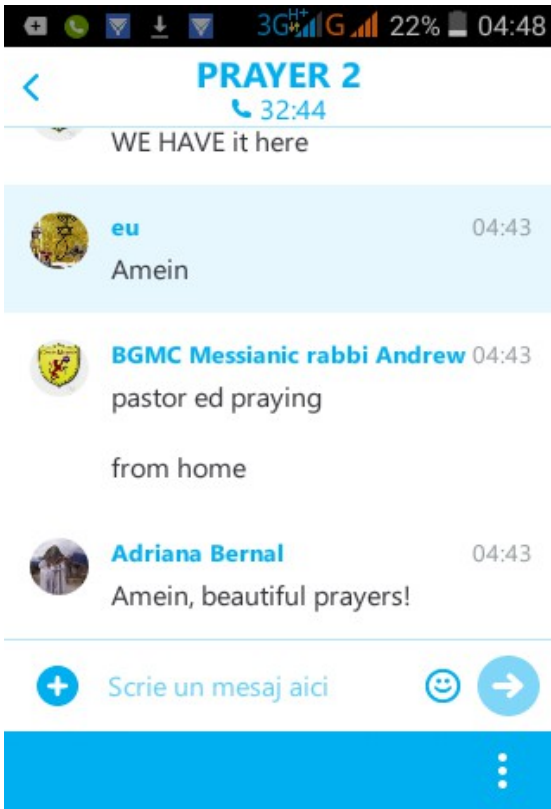 3G H+ G 22% 04:48
PRAYER 2
32:44
WE HAVE it here
eu 04:43
Amein
BGMC Messianic rabbi Andrew 04:43
pastor ed praying
from home
Adriana Bernal 04:43
Amein, beautiful prayers!
Scrie un mesaj aici